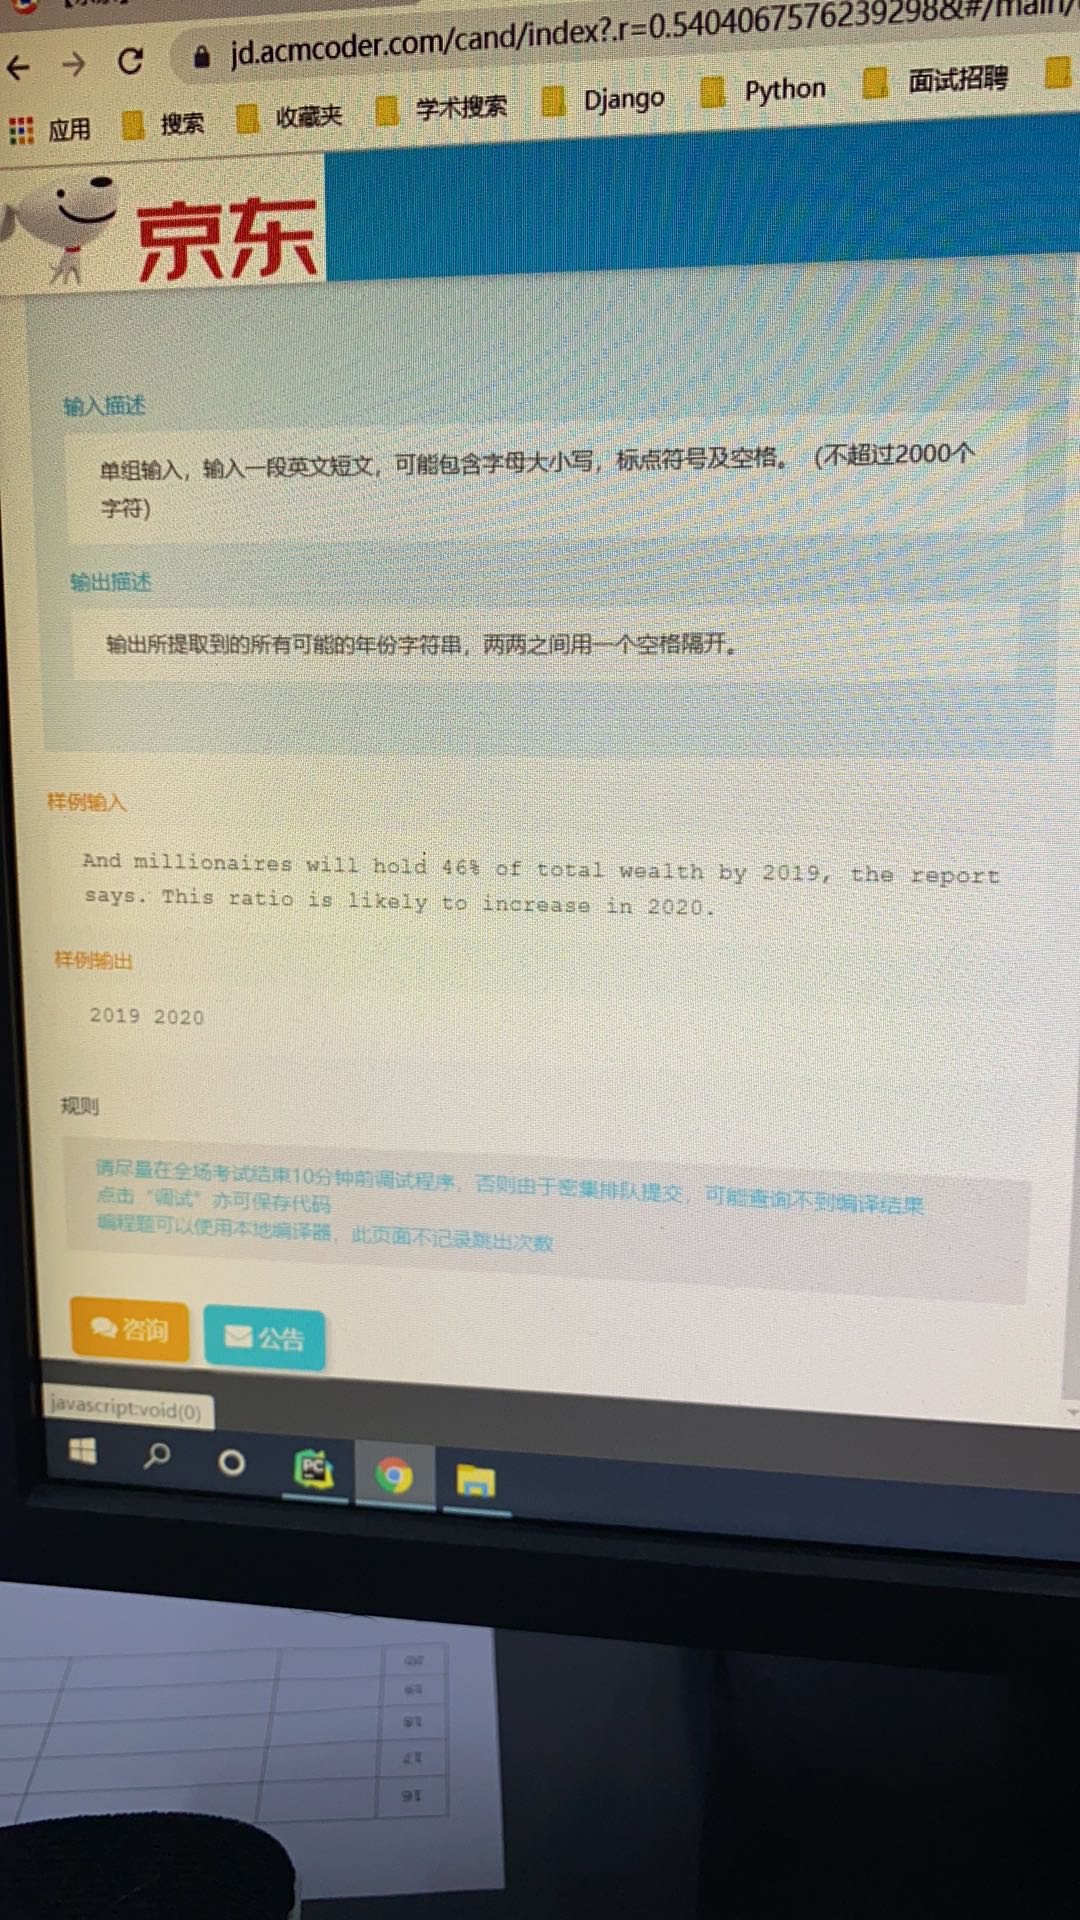 jd.acmcoder.com/cand/index?.r=0.5404067576239298&#/main/
应用 搜索 收藏夹 学术搜索 Django Python 面试招聘
京东
输入描述
单组输入，输入一段英文短文，可能包含字母大小写，标点符号及空格。（不超过2000个
字符)
输出描述
输出所提取到的所有可能的年份字符串，两两之间用一个空格隔开。
样例输入
And millionaires will hold 46% of total wealth by 2019, the report
says. This ratio is likely to increase in 2020.
样例输出
2019 2020
规则
请尽量在全场考试结束10分钟前调试程序，否则由于密集排队提交，可能查询不到编译结果
点击“调试”亦可保存代码
编程题可以使用本地编译器，此页面不记录跳出次数
咨询 公告
javascript:void(0)
PC
20
19
18
17
16